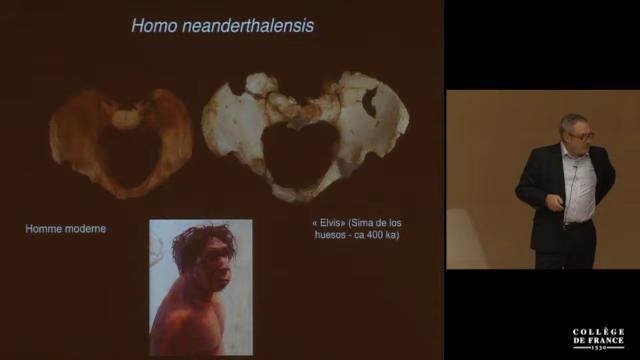 Homo neanderthalensis
Homme moderne
« Elvis» (Sima de los
huesos - ca 400 ka)
COLLÈGE
DE FRANCE
1530